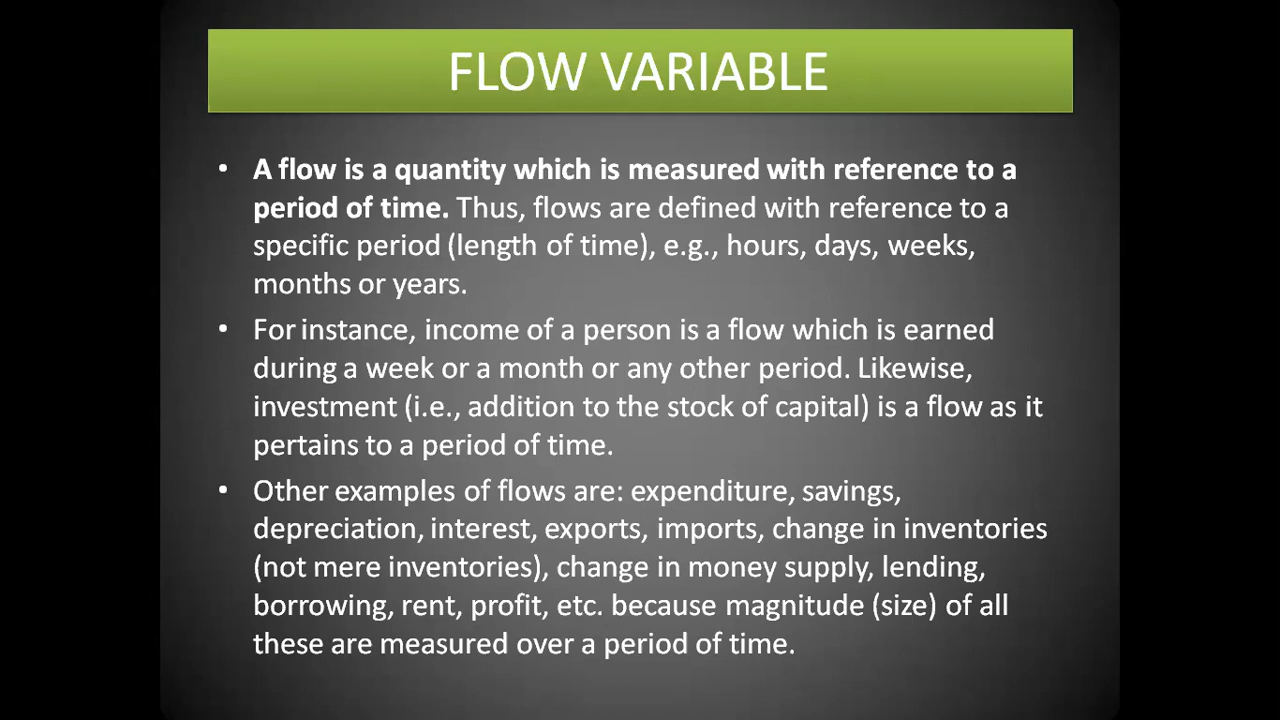 FLOW VARIABLE
• A flow is a quantity which is measured with reference to a
period of time. Thus, flows are defined with reference to a
specific period (length of time), e.g., hours, days, weeks,
months or years.
• For instance, income of a person is a flow which is earned
during a week or a month or any other period. Likewise,
investment (i.e., addition to the stock of capital) is a flow as it
pertains to a period of time.
• Other examples of flows are: expenditure, savings,
depreciation, interest, exports, imports, change in inventories
(not mere inventories), change in money supply, lending,
borrowing, rent, profit, etc. because magnitude (size) of all
these are measured over a period of time.